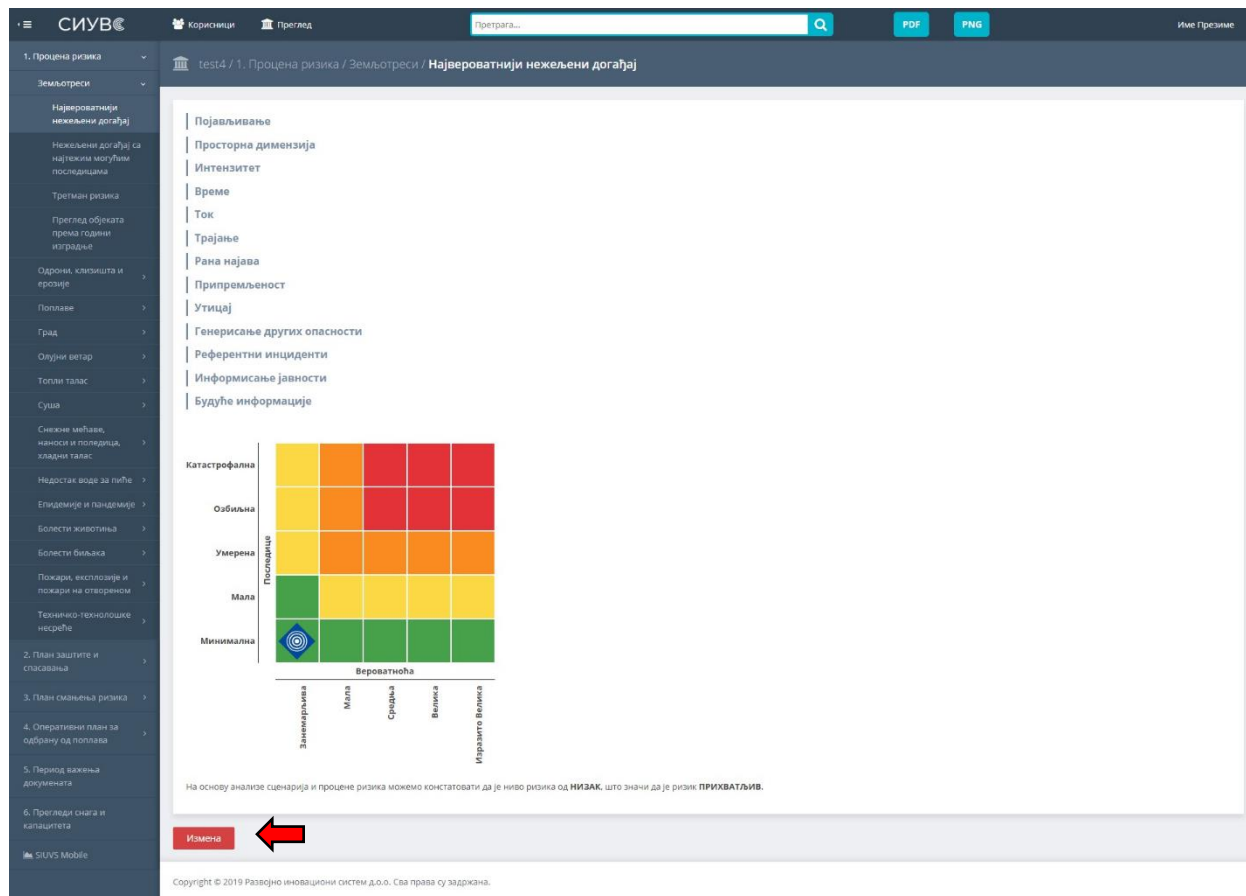 СИУВС
Корисници
Преглед
Претрага...
PDF
PNG
Име Презиме
1. Процена ризика
Земљотреси
Највероватнији
нежељени догађај
Нежељени догађај са
најтежим могућим
последицама
Третман ризика
Преглед објеката
према години
изградње
Одрони, клизишта и
ерозије
Поплаве
Град
Олујни ветар
Топли талас
Суша
Снежне мећаве,
наноси и поледица,
хладни талас
Недостак воде за пиће
Епидемије и пандемије
Болести животиња
Болести биљака
Пожари, експлозије и
пожари на отвореном
Техничко-технолошке
несреће
2. План заштите и
спасавања
3. План смањења ризика
4. Оперативни план за
одбрану од поплава
5. Период важења
докумената
6. Прегледи снага и
капацитета
SIUVS Mobile
test4 / 1. Процена ризика / Земљотреси / Највероватнији нежељени догађај
Појављивање
Просторна димензија
Интензитет
Време
Ток
Трајање
Рана најава
Припремљеност
Утицај
Генерисање других опасности
Референтни инциденти
Информисање јавности
Будуће информације
Катастрофална
Озбиљна
Умерена
Мала
Минимална
Последице
Вероватноћа
Занемарљива
Мала
Средња
Велика
Изразито Велика
На основу анализе сценарија и процене ризика можемо констатовати да је ниво ризика од НИЗАК, што значи да је ризик ПРИХВАТЉИВ.
Измена
Copyright © 2019 Развојно иновациони систем д.о.о. Сва права су задржана.